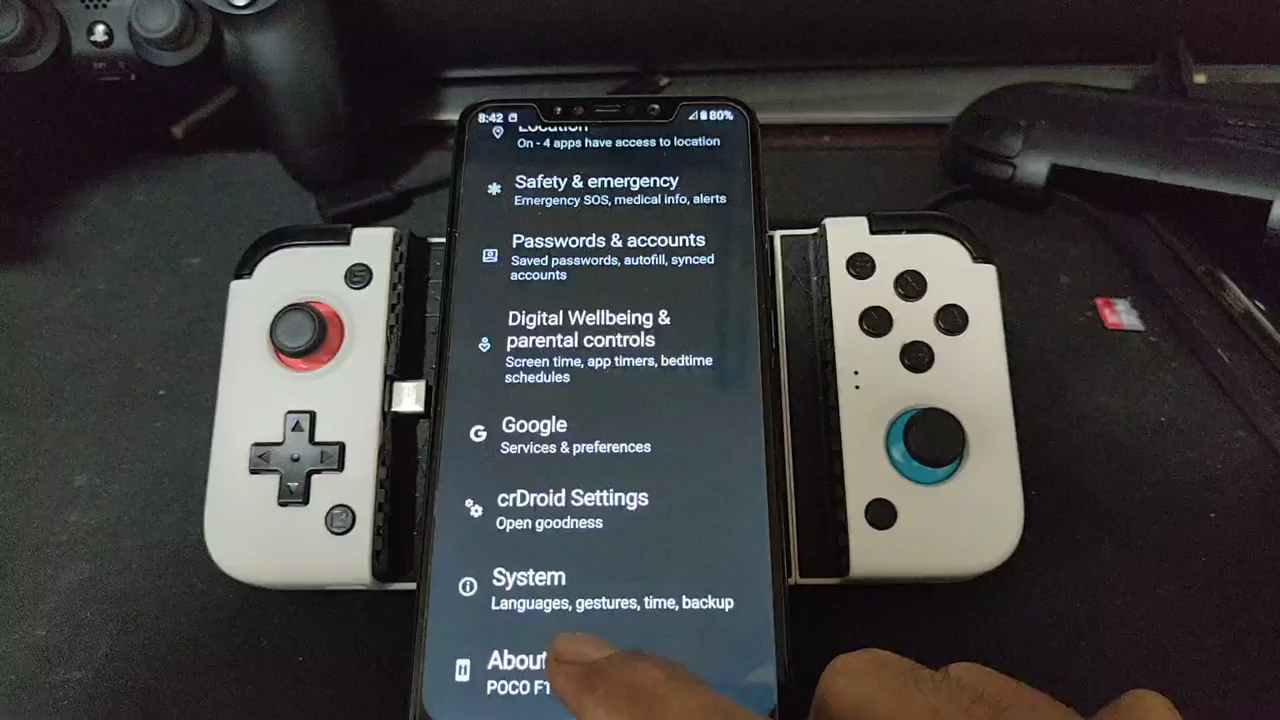 8:42 80%
Location
On - 4 apps have access to location
Safety & emergency
Emergency SOS, medical info, alerts
Passwords & accounts
Saved passwords, autofill, synced
accounts
Digital Wellbeing &
parental controls
Screen time, app timers, bedtime
schedules
Google
Services & preferences
crDroid Settings
Open goodness
System
Languages, gestures, time, backup
About
POCO F1